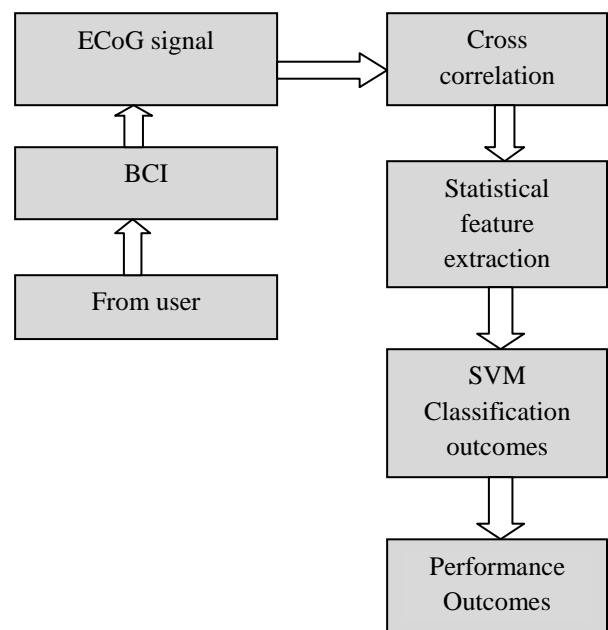 ECoG signal
BCI
From user
Cross
correlation
Statistical
feature
extraction
SVM
Classification
outcomes
Performance
Outcomes